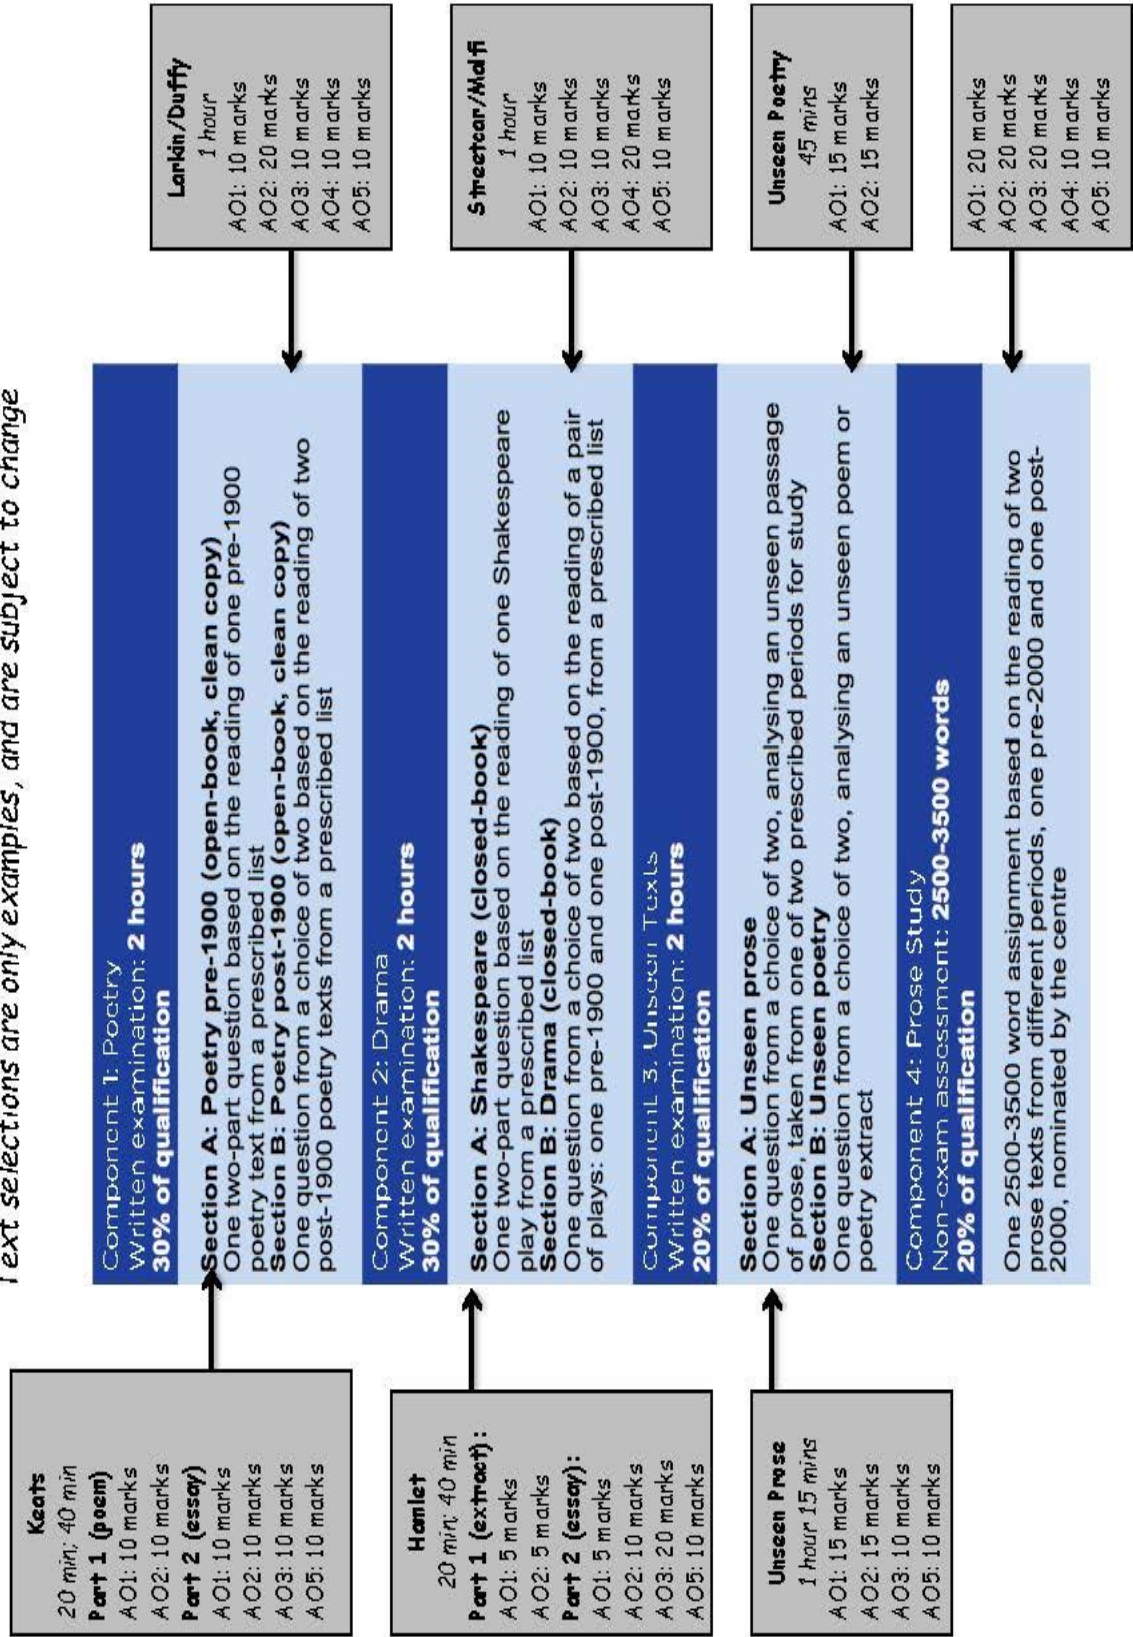 Text selections are only examples, and are subject to change
Keats
20 min; 40 min
Part 1 (poem)
AO1: 10 marks
AO2: 10 marks
Part 2 (essay)
AO1: 10 marks
AO2: 10 marks
AO3: 10 marks
AO5: 10 marks
Hamlet
20 min; 40 min
Part 1 (extract):
AO1: 5 marks
AO2: 5 marks
Part 2 (essay):
AO1: 5 marks
AO2: 10 marks
AO3: 20 marks
AO5: 10 marks
Unseen Prose
1 hour 15 mins
AO1: 15 marks
AO2: 15 marks
AO3: 10 marks
AO5: 10 marks
Component 1: Poetry
Written examination: 2 hours
30% of qualification
Section A: Poetry pre-1900 (open-book, clean copy)
One two-part question based on the reading of one pre-1900
poetry text from a prescribed list
Section B: Poetry post-1900 (open-book, clean copy)
One question from a choice of two based on the reading of two
post-1900 poetry texts from a prescribed list
Component 2: Drama
Written examination: 2 hours
30% of qualification
Section A: Shakespeare (closed-book)
One two-part question based on the reading of one Shakespeare
play from a prescribed list
Section B: Drama (closed-book)
One question from a choice of two based on the reading of a pair
of plays: one pre-1900 and one post-1900, from a prescribed list
Component 3: Unseen Texts
Written examination: 2 hours
20% of qualification
Section A: Unseen prose
One question from a choice of two, analysing an unseen passage
of prose, taken from one of two prescribed periods for study
Section B: Unseen poetry
One question from a choice of two, analysing an unseen poem or
poetry extract
Component 4: Prose Study
Non-exam assessment: 2500-3500 words
20% of qualification
One 2500-3500 word assignment based on the reading of two
prose texts from different periods, one pre-2000 and one post-
2000, nominated by the centre
Larkin/Duffy
1 hour
AO1: 10 marks
AO2: 20 marks
AO3: 10 marks
AO4: 10 marks
AO5: 10 marks
Streetcar/Malfi
1 hour
AO1: 10 marks
AO2: 10 marks
AO3: 10 marks
AO4: 20 marks
AO5: 10 marks
Unseen Poetry
45 mins
AO1: 15 marks
AO2: 15 marks
AO1: 20 marks
AO2: 20 marks
AO3: 20 marks
AO4: 10 marks
AO5: 10 marks